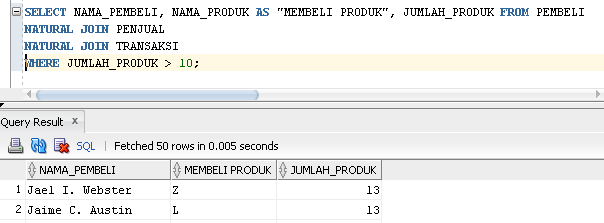 SELECT NAMA_PEMBELI, NAMA_PRODUK AS "MEMBELI PRODUK", JUMLAH_PRODUK FROM PEMBELI
NATURAL JOIN PENJUAL
NATURAL JOIN TRANSAKSI
WHERE JUMLAH_PRODUK > 10;
Query Result x
SQL | Fetched 50 rows in 0.005 seconds
NAMA_PEMBELI MEMBELI PRODUK JUMLAH_PRODUK
1 Jael I. Webster Z 13
2 Jaime C. Austin L 13